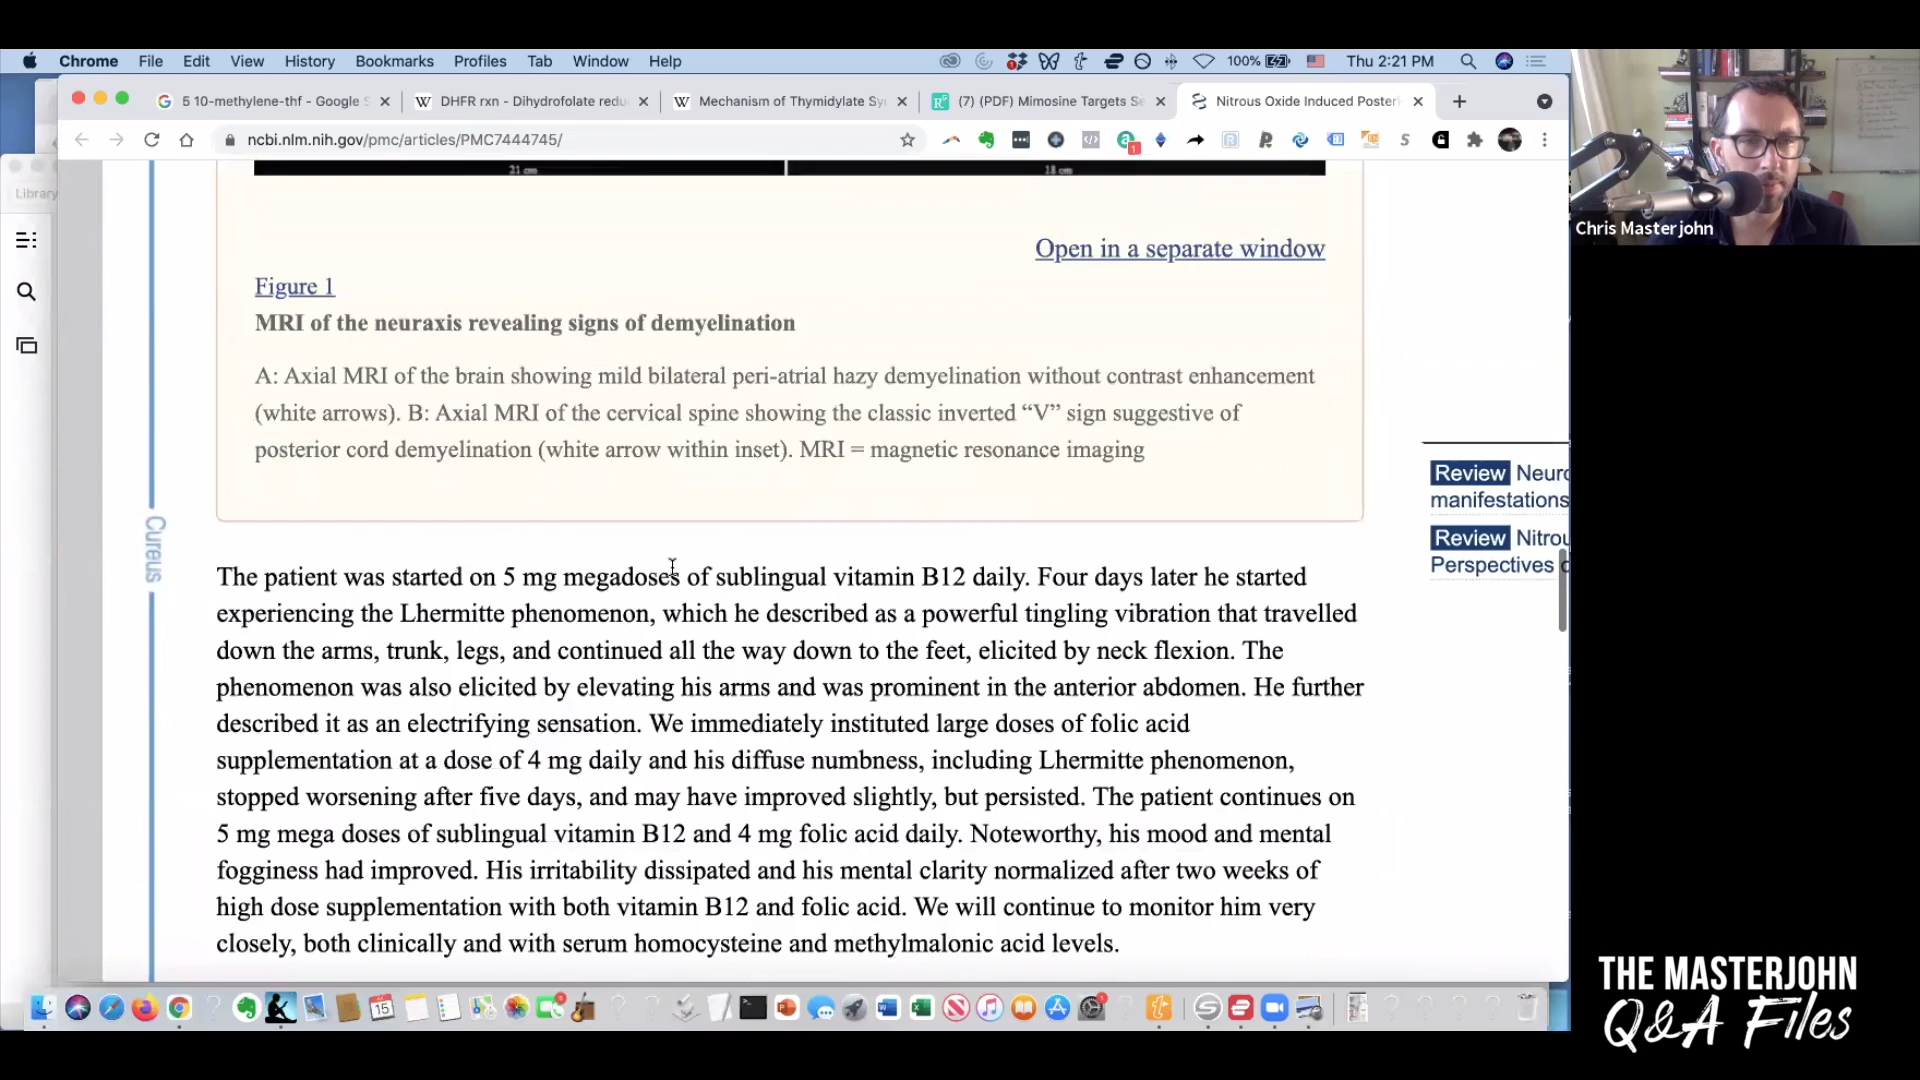 Chrome File Edit View History Bookmarks Profiles Tab Window Help 100% Thu 2:21 PM
5 10-methylene-thf - Google S
DHFR rxn - Dihydrofolate redu
Mechanism of Thymidylate Sy
(7) (PDF) Mimosine Targets Se
Nitrous Oxide Induced Poster
ncbi.nlm.nih.gov/pmc/articles/PMC7444745/
1
Library
Chris Masterjohn
21 cm 18 cm
Open in a separate window
Figure 1
MRI of the neuraxis revealing signs of demyelination
A: Axial MRI of the brain showing mild bilateral peri-atrial hazy demyelination without contrast enhancement
(white arrows). B: Axial MRI of the cervical spine showing the classic inverted “V” sign suggestive of
posterior cord demyelination (white arrow within inset). MRI = magnetic resonance imaging
Review Neuro
manifestations
Review Nitrou
Perspectives
Cureus
The patient was started on 5 mg megadoses of sublingual vitamin B12 daily. Four days later he started
experiencing the Lhermitte phenomenon, which he described as a powerful tingling vibration that travelled
down the arms, trunk, legs, and continued all the way down to the feet, elicited by neck flexion. The
phenomenon was also elicited by elevating his arms and was prominent in the anterior abdomen. He further
described it as an electrifying sensation. We immediately instituted large doses of folic acid
supplementation at a dose of 4 mg daily and his diffuse numbness, including Lhermitte phenomenon,
stopped worsening after five days, and may have improved slightly, but persisted. The patient continues on
5 mg mega doses of sublingual vitamin B12 and 4 mg folic acid daily. Noteworthy, his mood and mental
fogginess had improved. His irritability dissipated and his mental clarity normalized after two weeks of
high dose supplementation with both vitamin B12 and folic acid. We will continue to monitor him very
closely, both clinically and with serum homocysteine and methylmalonic acid levels.
15
THE MASTERJOHN
Q&A Files